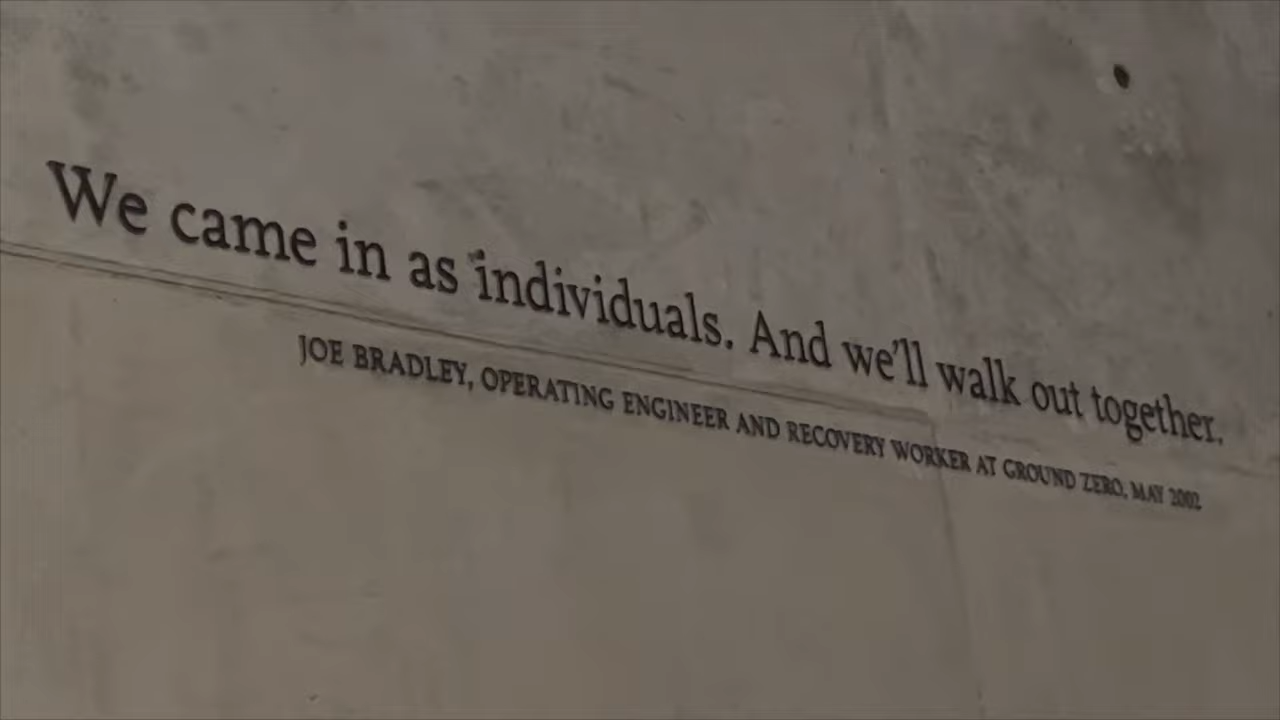 We came in as individuals. And we'll walk out together.
JOE BRADLEY, OPERATING ENGINEER AND RECOVERY WORKER AT GROUND ZERO, MAY 2002